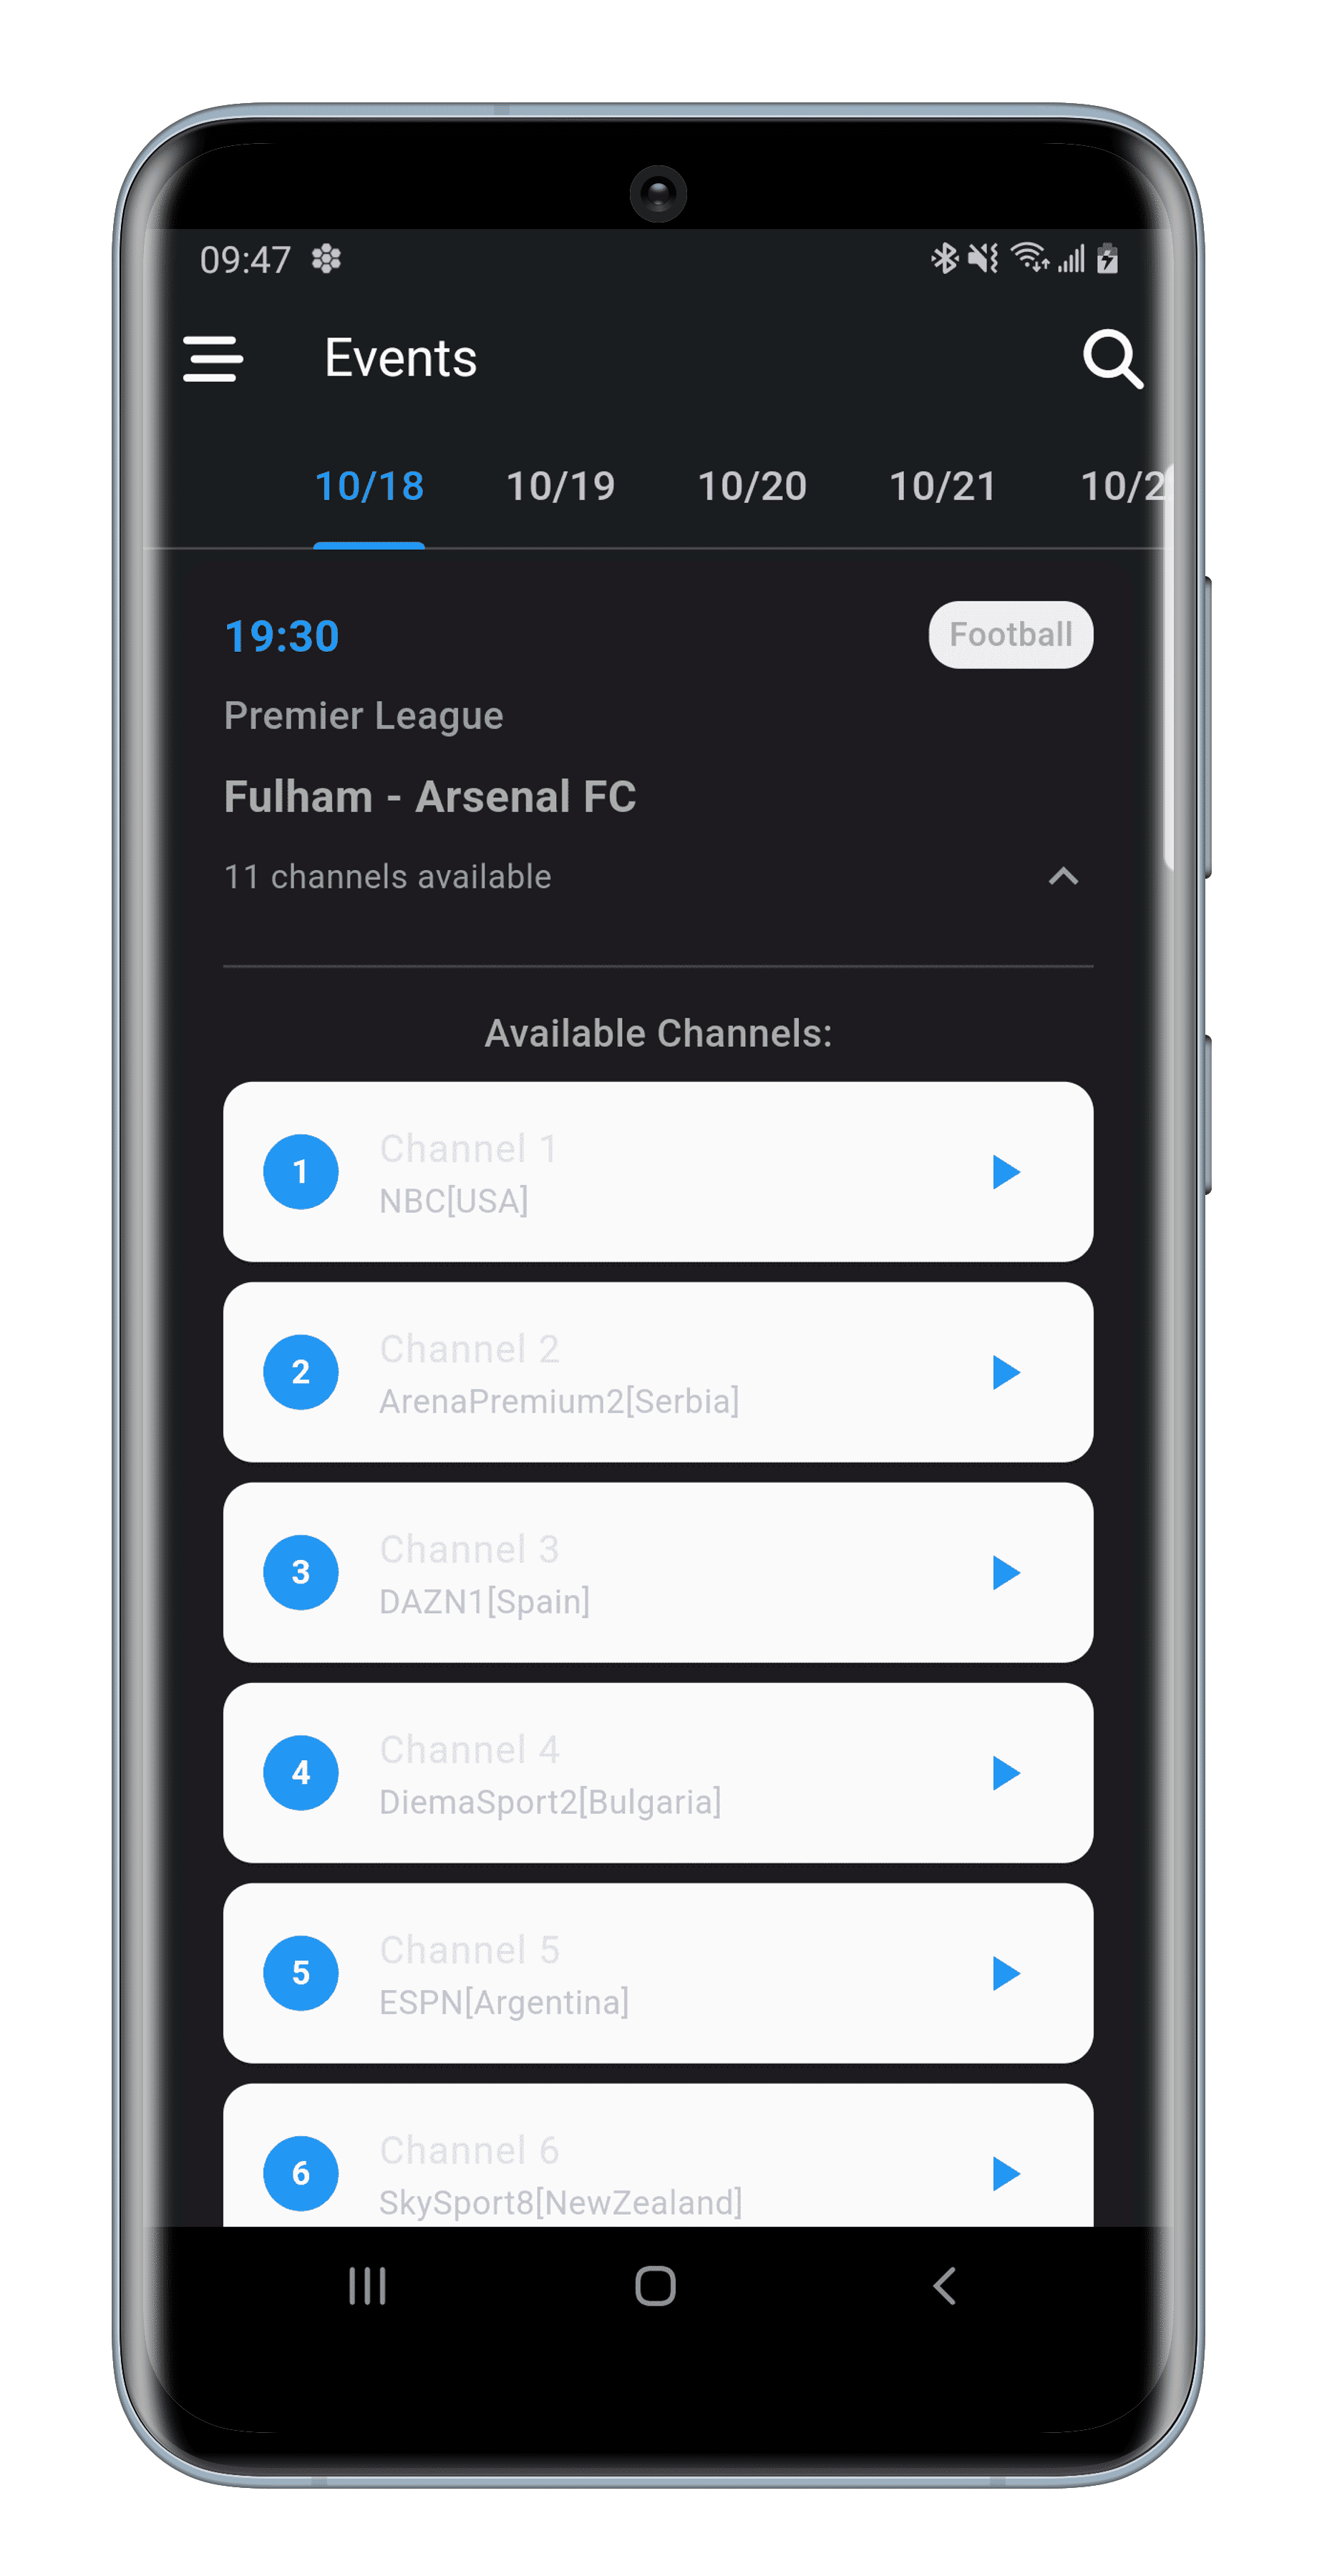 09:47
Events
10/18 10/19 10/20 10/21 10/2
19:30 Football
Premier League
Fulham - Arsenal FC
11 channels available
Available Channels:
1 Channel 1
NBC[USA]
2 Channel 2
ArenaPremium2[Serbia]
3 Channel 3
DAZN1[Spain]
4 Channel 4
DiemaSport2[Bulgaria]
5 Channel 5
ESPN[Argentina]
6 Channel 6
SkySport8[NewZealand]